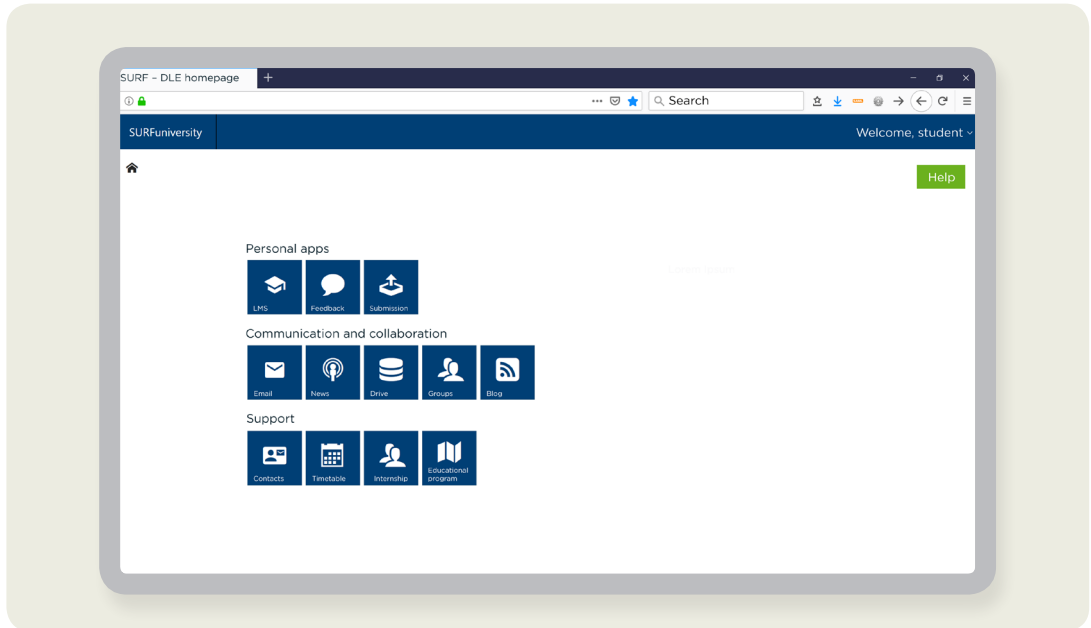 SURF – DLE homepage
Search
SURFuniversity
Welcome, student
Help
Personal apps
LMS
Feedback
Submission
Communication and collaboration
Email
News
Drive
Groups
Blog
Support
Contacts
Timetable
Internship
Educational
program